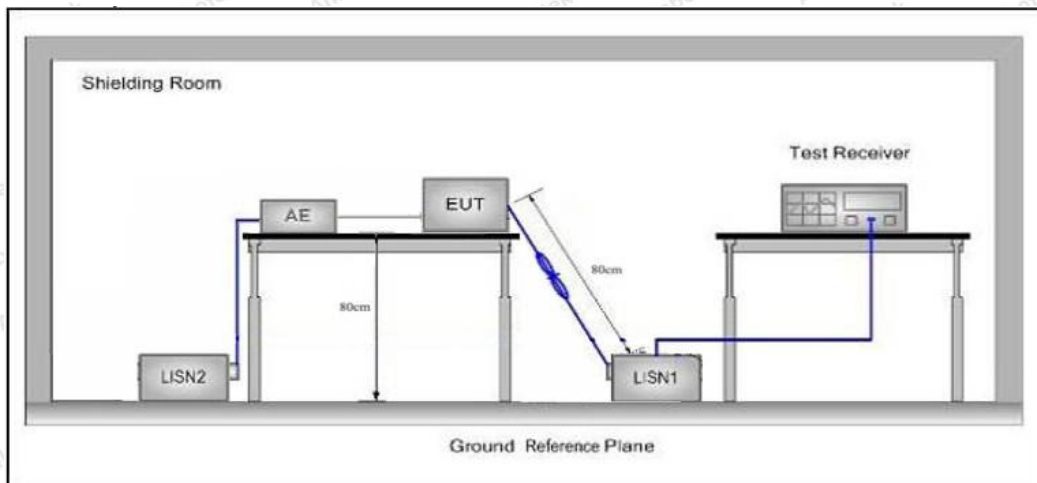 Shielding Room
Test Receiver
AE
EUT
80cm
80cm
LISN2
LISN1
Ground Reference Plane